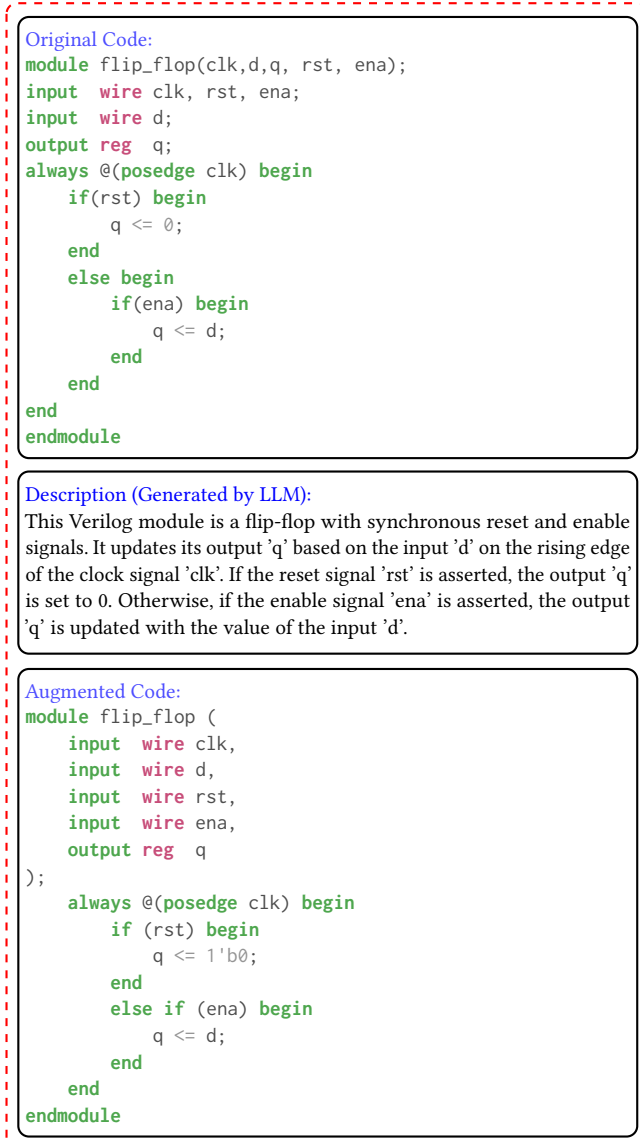 Original Code:
module flip_flop(clk,d,q, rst, ena);
input  wire clk, rst, ena;
input  wire d;
output reg  q;
always @(posedge clk) begin
    if(rst) begin
        q <= 0;
    end
    else begin
        if(ena) begin
            q <= d;
        end
    end
end
endmodule
Description (Generated by LLM):
This Verilog module is a flip-flop with synchronous reset and enable
signals. It updates its output ’q’ based on the input ’d’ on the rising edge
of the clock signal ’clk’. If the reset signal ’rst’ is asserted, the output ’q’
is set to 0. Otherwise, if the enable signal ’ena’ is asserted, the output
’q’ is updated with the value of the input ’d’.
Augmented Code:
module flip_flop (
    input  wire clk,
    input  wire d,
    input  wire rst,
    input  wire ena,
    output reg  q
);
    always @(posedge clk) begin
        if (rst) begin
            q <= 1'b0;
        end
        else if (ena) begin
            q <= d;
        end
    end
endmodule